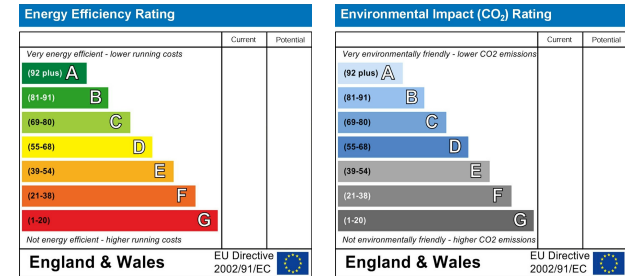 Energy Efficiency Rating
Current Potential
Very energy efficient - lower running costs
(92 plus) A
(81-91) B
(69-80) C
(55-68) D
(39-54) E
(21-38) F
(1-20) G
Not energy efficient - higher running costs
England & Wales
EU Directive
2002/91/EC
Environmental Impact (CO₂) Rating
Current Potential
Very environmentally friendly - lower CO2 emissions
(92 plus) A
(81-91) B
(69-80) C
(55-68) D
(39-54) E
(21-38) F
(1-20) G
Not environmentally friendly - higher CO2 emissions
England & Wales
EU Directive
2002/91/EC